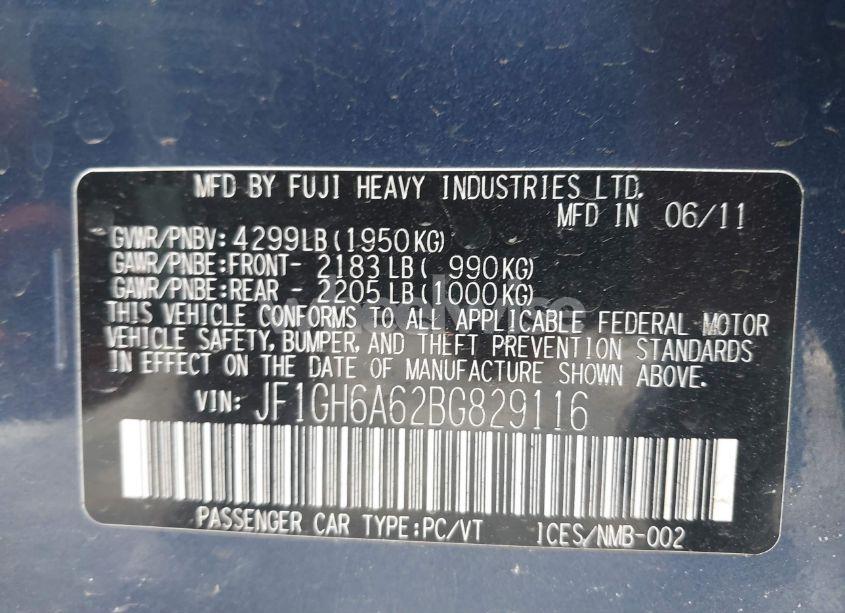 MFD BY FUJI HEAVY INDUSTRIES LTD.
MFD IN 06/11
GVWR/PNBV: 4299LB (1950KG)
GAWR/PNBE:FRONT- 2183LB( 990KG)
GAWR/PNBE:REAR - 2205LB(1000KG)
THIS VEHICLE CONFORMS TO ALL APPLICABLE FEDERAL MOTOR
VEHICLE SAFETY, BUMPER, AND THEFT PREVENTION STANDARDS
IN EFFECT ON THE DATE OF MANUFACTURE SHOWN ABOVE.
VIN: JF1GH6A62BG829116
PASSENGER CAR TYPE:PC/VT ICES/NMB-002